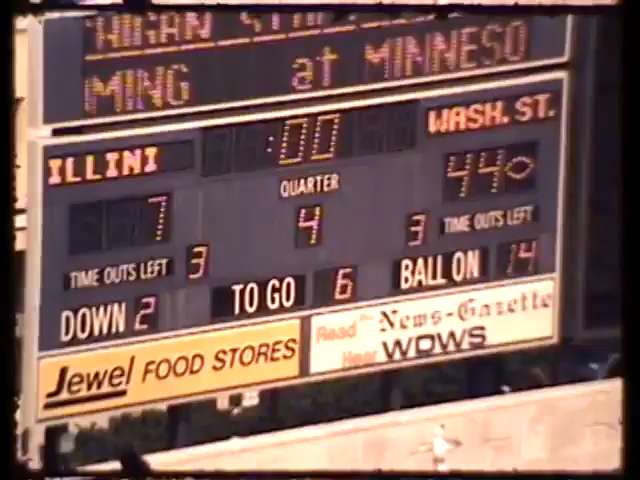 MING at MINNESO
ILLINI :00 WASH. ST.
7 QUARTER 44
4
TIME OUTS LEFT 3 3 TIME OUTS LEFT
DOWN 2 TO GO 6 BALL ON 14
Jewel FOOD STORES
Read The News-Gazette
Hear WDWS